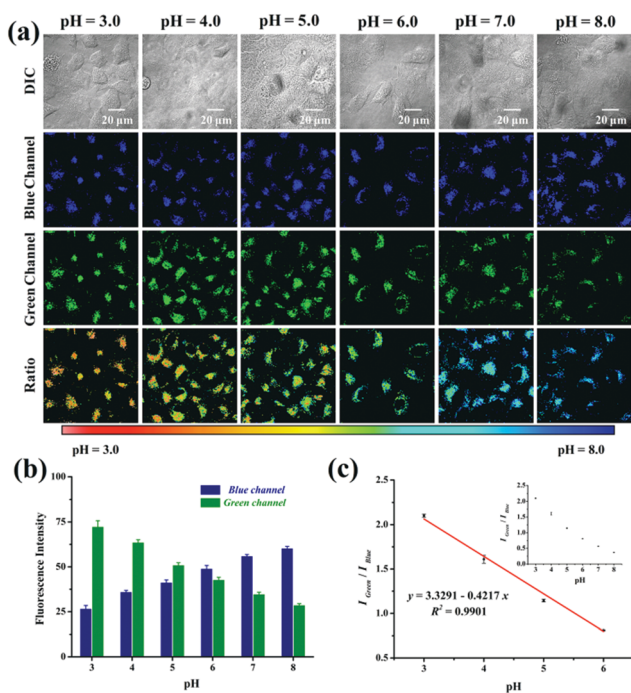 (a)
pH = 3.0 pH = 4.0 pH = 5.0 pH = 6.0 pH = 7.0 pH = 8.0
DIC
20 μm 20 μm 20 μm 20 μm 20 μm 20 μm
Blue Channel
Green Channel
Ratio
pH = 3.0 pH = 8.0
(b)
Fluorescence Intensity
100
75
50
25
0
Blue channel
Green channel
3 4 5 6 7 8
pH
(c)
I Green / I Blue
2.5
2.0
1.5
1.0
0.5
y = 3.3291 - 0.4217 x
R² = 0.9901
3 4 5 6
pH
I Green / I Blue
2.5
2.0
1.5
1.0
0.5
0.0
3 4 5 6 7 8
pH